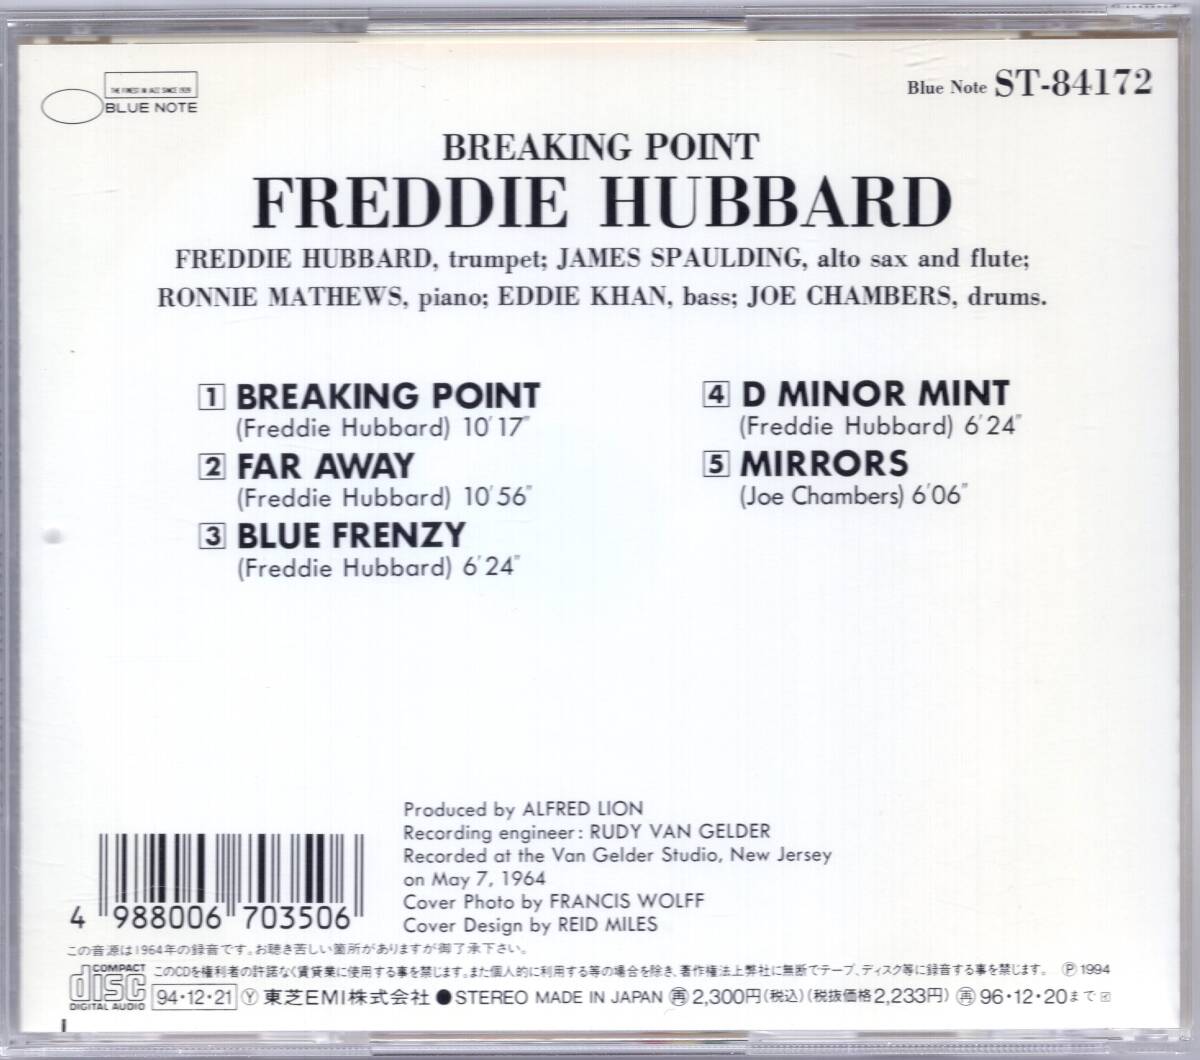 THE FINEST IN JAZZ SINCE 1939
BLUE NOTE
Blue Note ST-84172
BREAKING POINT
FREDDIE HUBBARD
FREDDIE HUBBARD, trumpet; JAMES SPAULDING, alto sax and flute;
RONNIE MATHEWS, piano; EDDIE KHAN, bass; JOE CHAMBERS, drums.
1 BREAKING POINT
(Freddie Hubbard) 10'17"
2 FAR AWAY
(Freddie Hubbard) 10'56"
3 BLUE FRENZY
(Freddie Hubbard) 6'24"
4 D MINOR MINT
(Freddie Hubbard) 6'24"
5 MIRRORS
(Joe Chambers) 6'06"
Produced by ALFRED LION
Recording engineer: RUDY VAN GELDER
Recorded at the Van Gelder Studio, New Jersey
on May 7, 1964
Cover Photo by FRANCIS WOLFF
Cover Design by REID MILES
4 988006 703506
この音源は1964年の録音です。お聴き苦しい箇所がありますが御了承下さい。
COMPACT
disc
DIGITAL AUDIO
このCDを権利者の許諾なく賃貸業に使用する事を禁じます。また個人的に利用する等の場合を除き、著作権法上弊社に無断でテープ、ディスク等に録音する事を禁じます。 Ⓟ1994
94・12・21 Ⓨ東芝EMI株式会社 ●STEREO MADE IN JAPAN ㊢2,300円(税込)(税抜価格2,233円) ㊢96・12・20まで